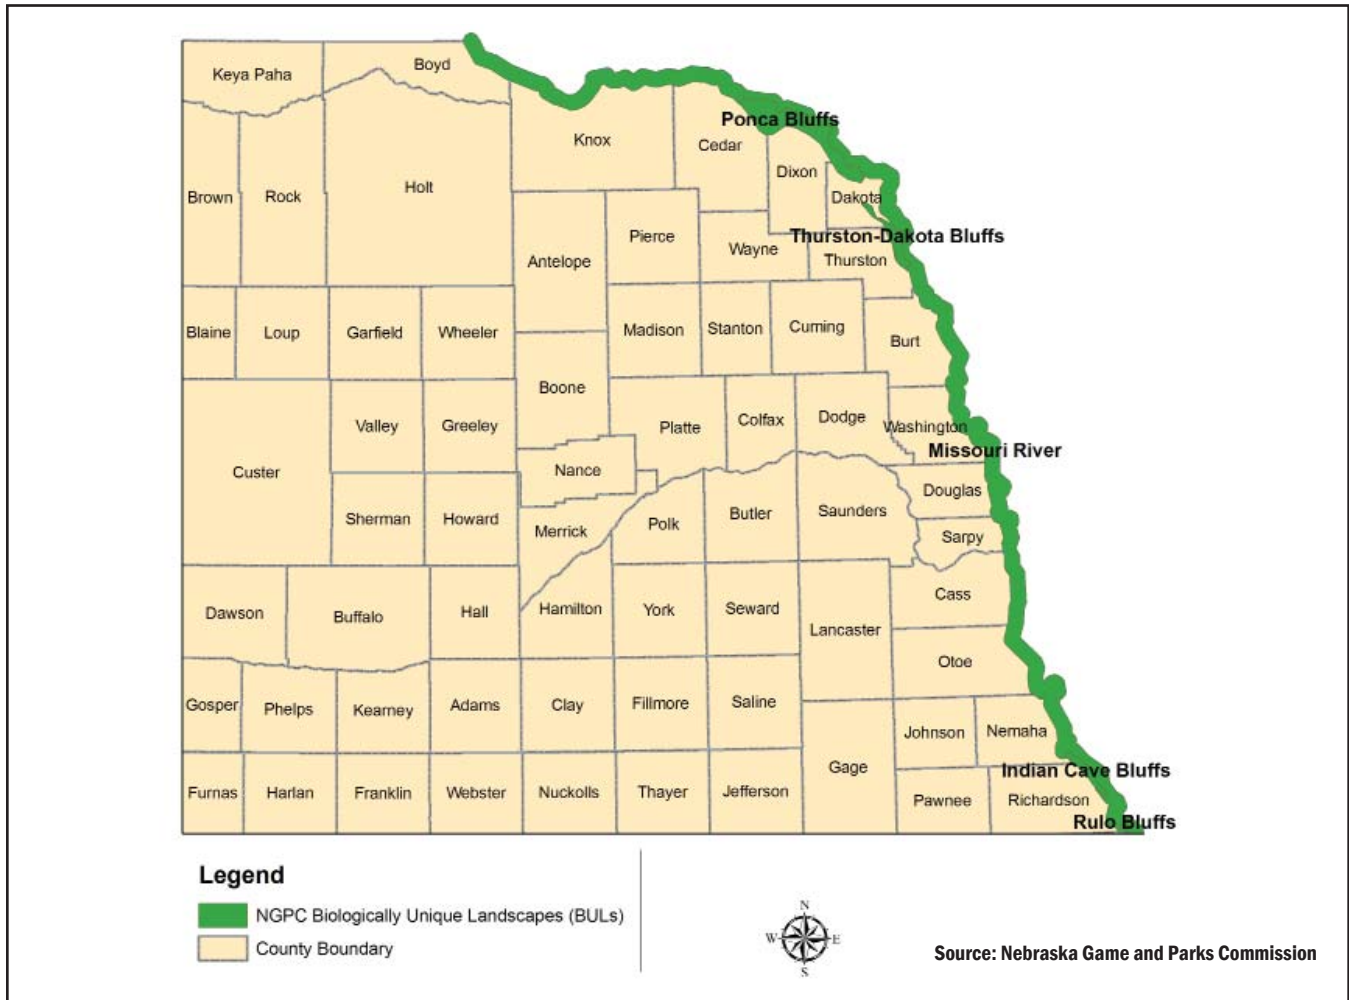 Keya Paha
Boyd
Knox
Cedar
Ponca Bluffs
Dixon
Dakota
Brown
Rock
Holt
Antelope
Pierce
Wayne
Thurston-Dakota Bluffs
Thurston
Blaine
Loup
Garfield
Wheeler
Madison
Stanton
Cuming
Burt
Boone
Custer
Valley
Greeley
Platte
Colfax
Dodge
Washington
Missouri River
Nance
Sherman
Howard
Merrick
Polk
Butler
Saunders
Douglas
Sarpy
Dawson
Buffalo
Hall
Hamilton
York
Seward
Lancaster
Cass
Otoe
Gosper
Phelps
Kearney
Adams
Clay
Fillmore
Saline
Gage
Johnson
Nemaha
Indian Cave Bluffs
Furnas
Harlan
Franklin
Webster
Nuckolls
Thayer
Jefferson
Pawnee
Richardson
Rulo Bluffs
Legend
NGPC Biologically Unique Landscapes (BULs)
County Boundary
N
W E
S
Source: Nebraska Game and Parks Commission